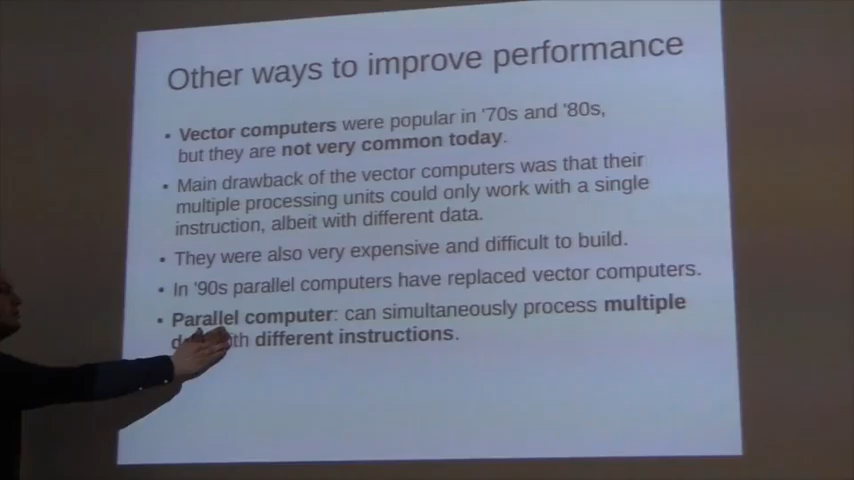 Other ways to improve performance
• Vector computers were popular in '70s and '80s,
but they are not very common today.
• Main drawback of the vector computers was that their
multiple processing units could only work with a single
instruction, albeit with different data.
• They were also very expensive and difficult to build.
• In '90s parallel computers have replaced vector computers.
• Parallel computer: can simultaneously process multiple
different instructions.